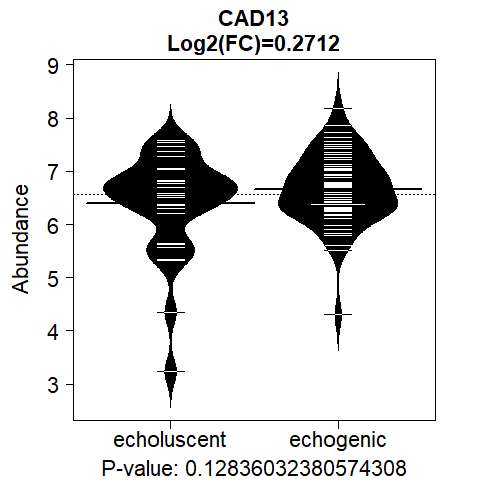 CAD13
Log2(FC)=0.2712
9
8
7
6
5
4
3
Abundance
echoluscent echogenic
P-value: 0.12836032380574308